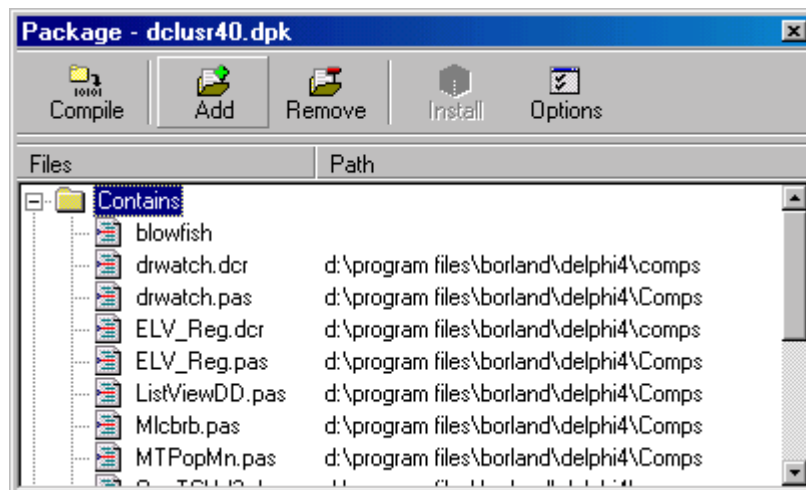 Package - dclusr40.dpk
Compile Add Remove Install Options
Files Path
Contains
blowfish
drwatch.dcr d:\program files\borland\delphi4\comps
drwatch.pas d:\program files\borland\delphi4\Comps
ELV_Reg.dcr d:\program files\borland\delphi4\comps
ELV_Reg.pas d:\program files\borland\delphi4\Comps
ListViewDD.pas d:\program files\borland\delphi4\Comps
Mlcbrb.pas d:\program files\borland\delphi4\Comps
MTPopMn.pas d:\program files\borland\delphi4\Comps